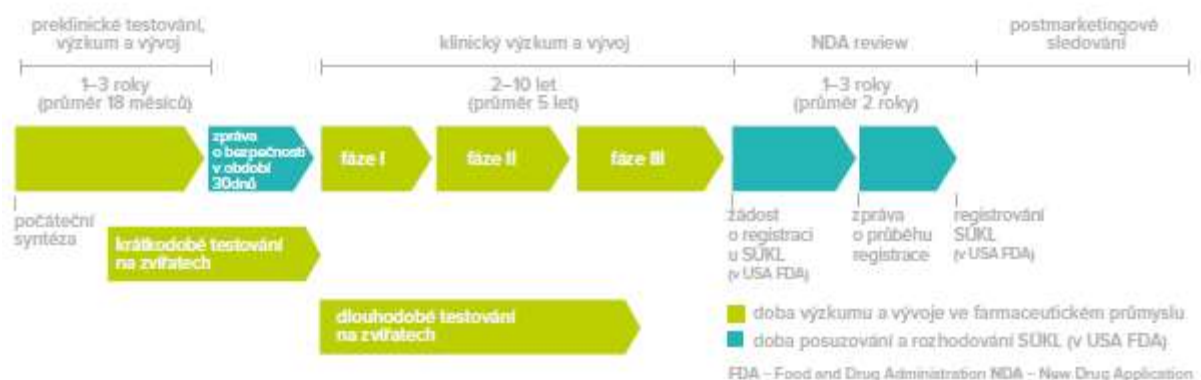 preklinické testování,
výzkum a vývoj
klinický výzkum a vývoj
NDA review
postmarketingové
sledování
1–3 roky
(průměr 18 měsíců)
2–10 let
(průměr 5 let)
1–3 roky
(průměr 2 roky)
zpráva
o bezpečnosti
v období
30dnů
fáze I
fáze II
fáze III
počáteční
syntéza
krátkodobé testování
na zvířatech
dlouhodobé testování
na zvířatech
žádost
o registraci
u SÚKL
(v USA FDA)
zpráva
o průběhu
registrace
registrování
SÚKL
(v USA FDA)
doba výzkumu a vývoje ve farmaceutickém průmyslu
doba posuzování a rozhodování SÚKL (v USA FDA)
FDA – Food and Drug Administration NDA – New Drug Application